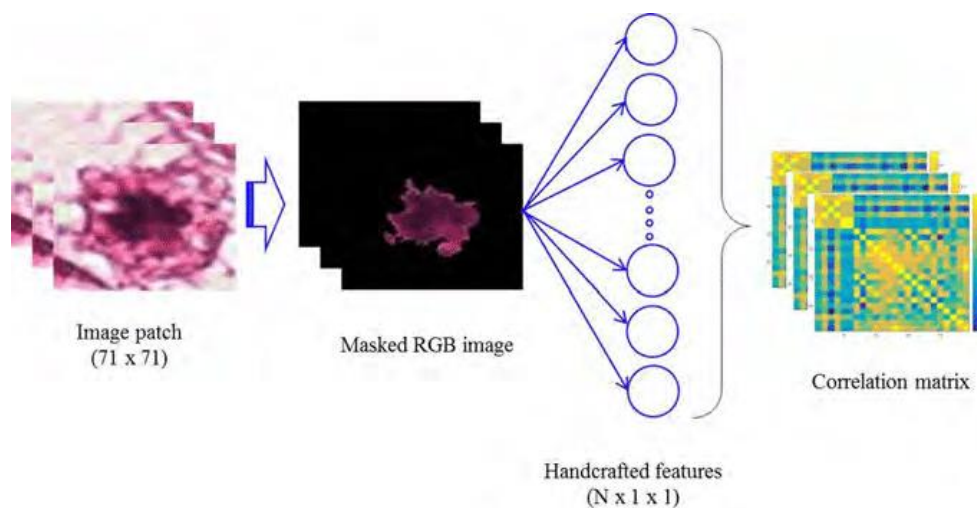 Image patch
(71 x 71)
Masked RGB image
Handcrafted features
(N x 1 x 1)
Correlation matrix